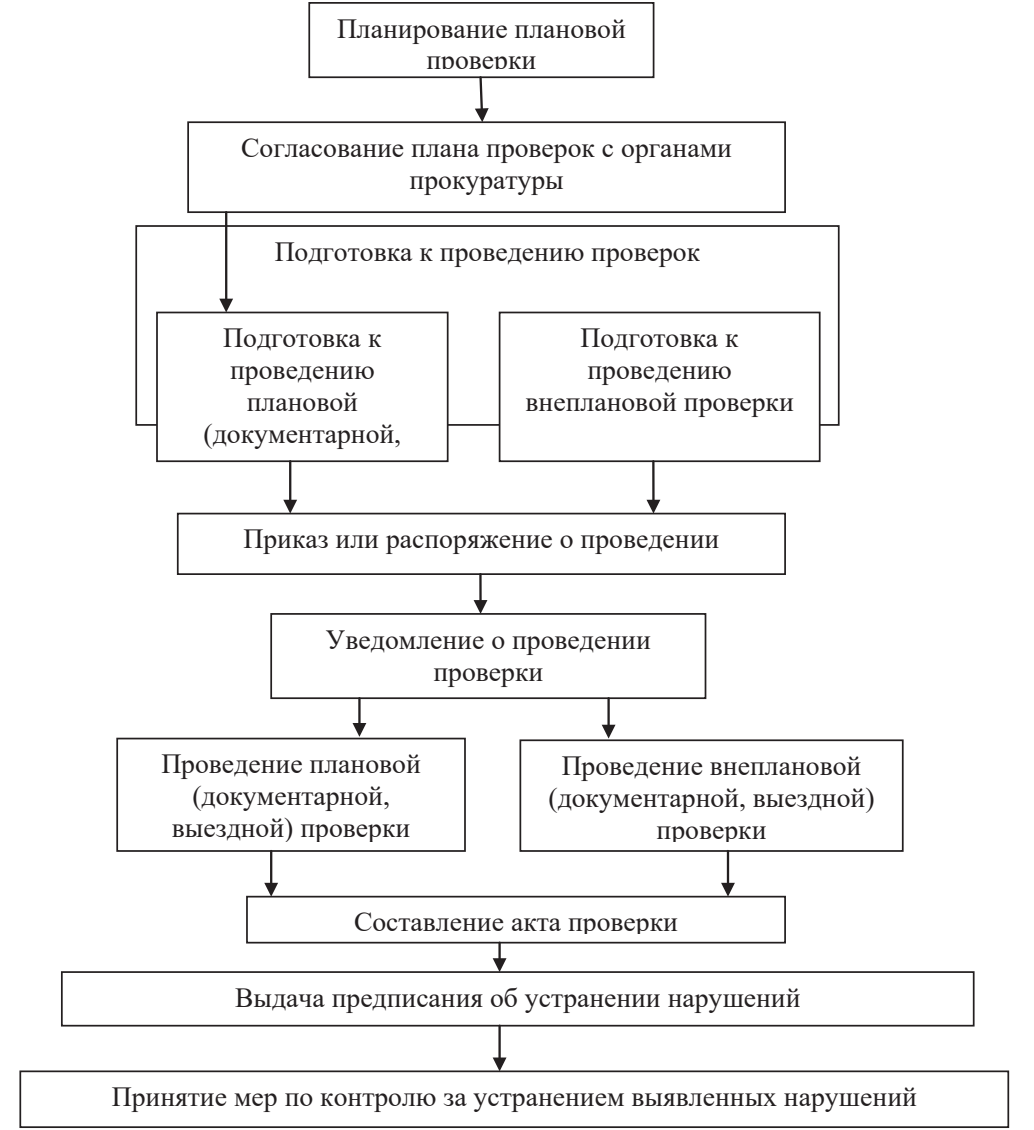 Планирование плановой
проверки
Согласование плана проверок с органами
прокуратуры
Подготовка к проведению проверок
Подготовка к
проведению
плановой
(документарной,
Подготовка к
проведению
внеплановой проверки
Приказ или распоряжение о проведении
Уведомление о проведении
проверки
Проведение плановой
(документарной,
выездной) проверки
Проведение внеплановой
(документарной, выездной)
проверки
Составление акта проверки
Выдача предписания об устранении нарушений
Принятие мер по контролю за устранением выявленных нарушений